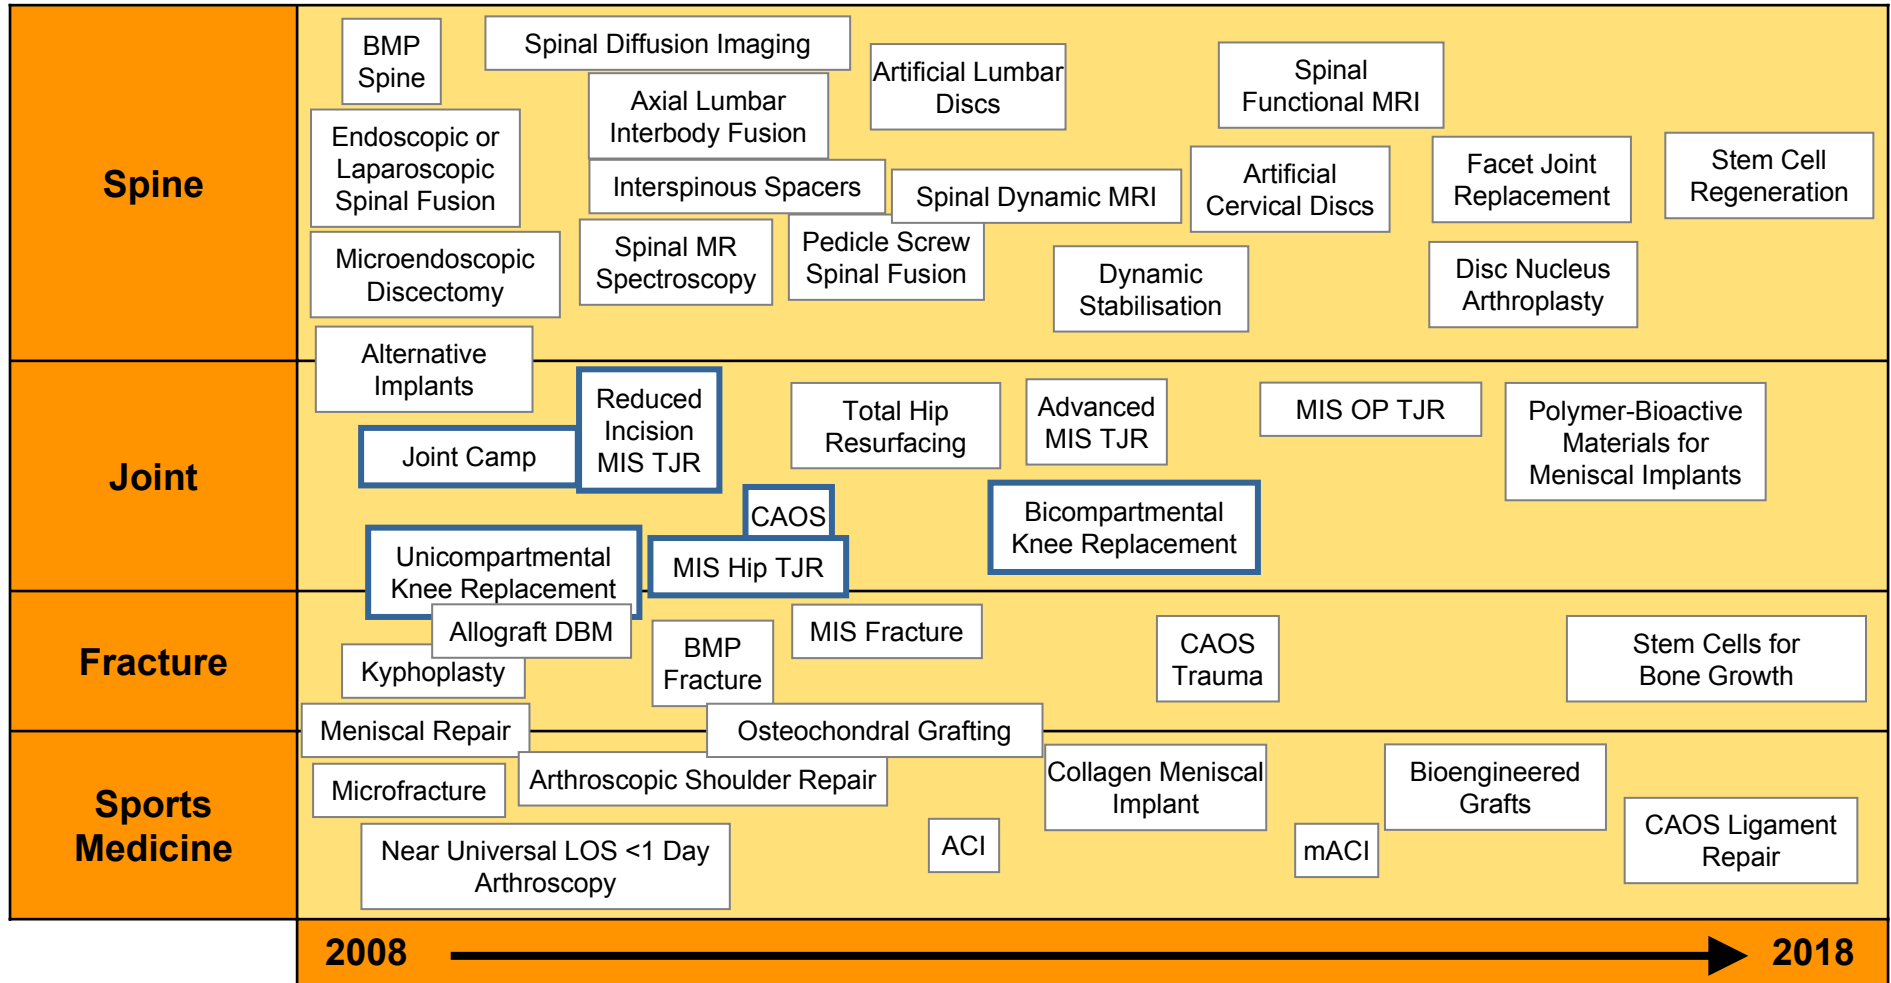 Spine
BMP
Spine
Spinal Diffusion Imaging
Artificial Lumbar
Discs
Spinal
Functional MRI
Endoscopic or
Laparoscopic
Spinal Fusion
Axial Lumbar
Interbody Fusion
Interspinous Spacers
Spinal Dynamic MRI
Artificial
Cervical Discs
Facet Joint
Replacement
Stem Cell
Regeneration
Microendoscopic
Discectomy
Spinal MR
Spectroscopy
Pedicle Screw
Spinal Fusion
Dynamic
Stabilisation
Disc Nucleus
Arthroplasty
Joint
Alternative
Implants
Joint Camp
Reduced
Incision
MIS TJR
Total Hip
Resurfacing
Advanced
MIS TJR
MIS OP TJR
Polymer-Bioactive
Materials for
Meniscal Implants
CAOS
MIS Hip TJR
Bicompartmental
Knee Replacement
Unicompartmental
Knee Replacement
Fracture
Allograft DBM
Kyphoplasty
BMP
Fracture
MIS Fracture
CAOS
Trauma
Stem Cells for
Bone Growth
Sports
Medicine
Meniscal Repair
Osteochondral Grafting
Microfracture
Arthroscopic Shoulder Repair
Collagen Meniscal
Implant
Bioengineered
Grafts
Near Universal LOS <1 Day
Arthroscopy
ACI
mACI
CAOS Ligament
Repair
2008
2018